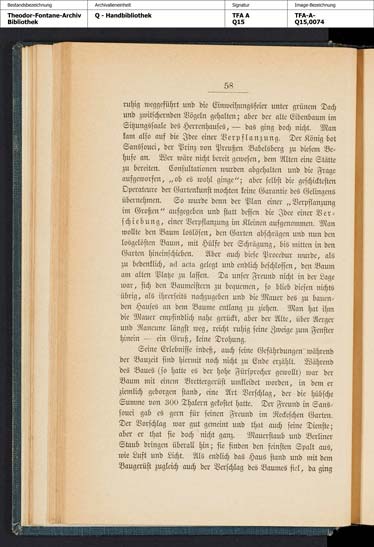 Bestandsbezeichnung
Archivalieneinheit
Signatur
Image-Bezeichnung
Theodor-Fontane-Archiv
Bibliothek
Q - Handbibliothek
TFA A
Q15
TFA-A-
Q15,0074
58
ruhig weggeführt und die Einweihungsfeier unter grünem Dach
und zwitschernden Vögeln gehalten; aber der alte Eibenbaum im
Sitzungssaale des Herrenhauses, — das ging doch nicht. Man
kam also auf die Idee einer Verpflanzung. Der König bot
Sanssouci, der Prinz von Preußen Babelsberg zu diesem Be-
hufe an. Wer wäre nicht bereit gewesen, dem Alten eine Stätte
zu bereiten. Consultationen wurden abgehalten und die Frage
aufgeworfen, „ob es wohl ginge“; aber selbst die geschicktesten
Operateure der Gartenkunst mochten keine Garantie des Gelingens
übernehmen. So wurde denn der Plan einer „Verpflanzung
im Großen“ aufgegeben und statt dessen die Idee einer Ver-
schiebung, einer Verpflanzung im Kleinen aufgenommen. Man
wollte den Baum loslösen, den Garten abschrägen und nun den
losgelösten Baum, mit Hülfe der Schrägung, bis mitten in den
Garten hineinschieben. Aber auch diese Procedur wurde, als
zu bedenklich, ad acta gelegt und endlich beschlossen, den Baum
am alten Platze zu lassen. Da unser Freund nicht in der Lage
war, sich den Baumeistern zu bequemen, so blieb diesen nichts
übrig, als ihrerseits nachzugeben und die Mauer des zu bauen-
den Hauses an dem Baume entlang zu ziehen. Man hat ihm
die Mauer empfindlich nahe gerückt, aber der Alte, über Aerger
und Rancune längst weg, reicht ruhig seine Zweige zum Fenster
hinein — ein Gruß, keine Drohung.
Seine Erlebnisse indeß, auch seine Gefährdungen während
der Bauzeit sind hiermit noch nicht zu Ende erzählt. Während
des Baues (so hatte es der hohe Fürsprecher gewollt) war der
Baum mit einem Brettergerüst umkleidet worden, in dem er
ziemlich geborgen stand, eine Art Verschlag, der die hübsche
Summe von 300 Thalern gekostet hatte. Der Freund in Sans-
souci gab es gern für seinen Freund im Reckeschen Garten.
Der Vorschlag war gut gemeint und that auch seine Dienste;
aber er that sie doch nicht ganz. Mauerstaub und Berliner
Staub dringen überall hin; sie finden den feinsten Spalt aus,
wie Luft und Licht. Als endlich das Haus stand und mit dem
Baugerüst zugleich auch der Verschlag des Baumes fiel, da ging